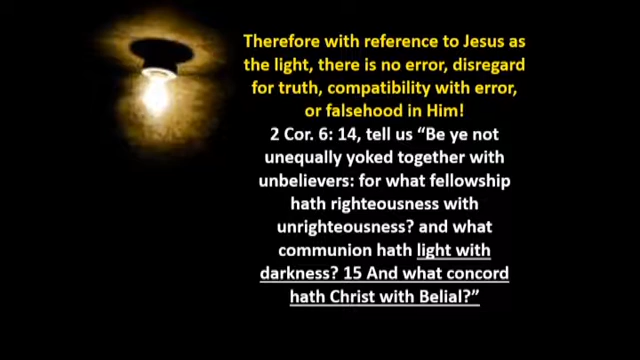 Therefore with reference to Jesus as
the light, there is no error, disregard
for truth, compatibility with error,
or falsehood in Him!
2 Cor. 6: 14, tell us “Be ye not
unequally yoked together with
unbelievers: for what fellowship
hath righteousness with
unrighteousness? and what
communion hath light with
darkness? 15 And what concord
hath Christ with Belial?”